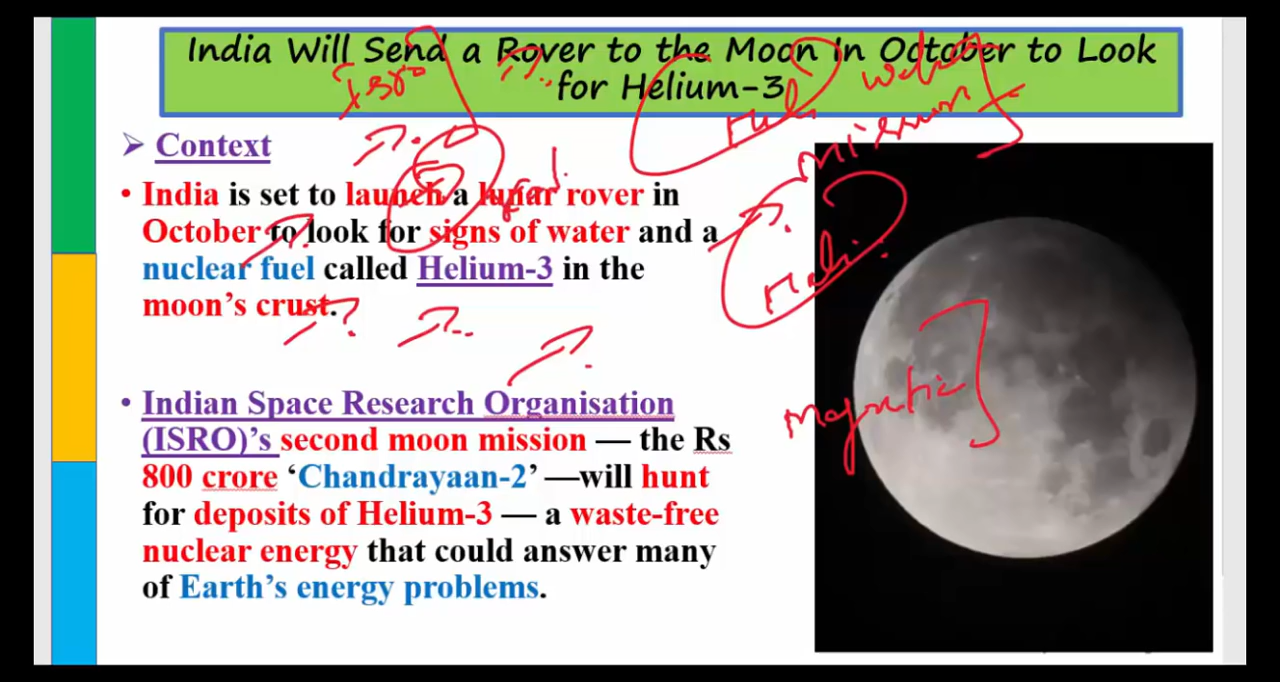 India Will Send a Rover to the Moon In October to Look
for Helium-3
Isro
➤ Context
• India is set to launch a lunar rover in
October to look for signs of water and a
nuclear fuel called Helium-3 in the
moon's crust.
• Indian Space Research Organisation
(ISRO)'s second moon mission — the Rs
800 crore ‘Chandrayaan-2’ —will hunt
for deposits of Helium-3 — a waste-free
nuclear energy that could answer many
of Earth's energy problems.
mission
Magnetic